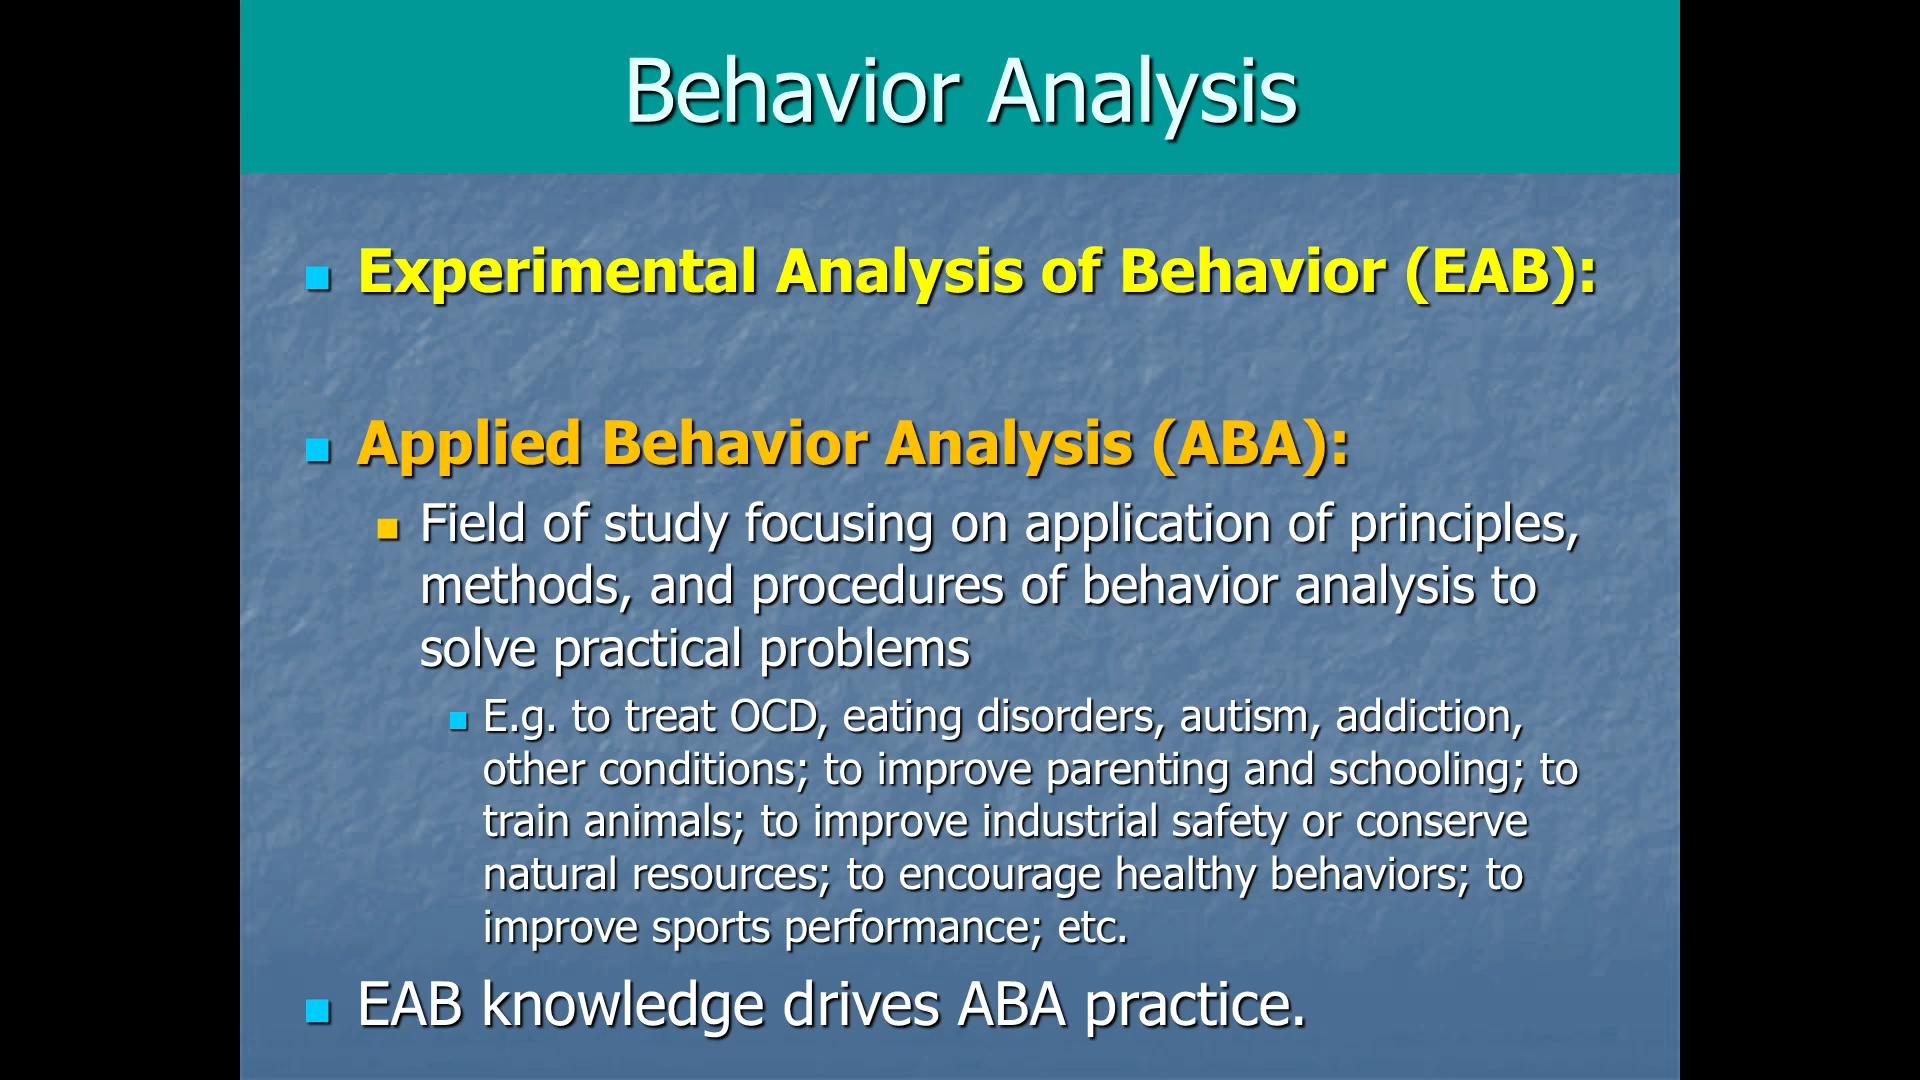 Behavior Analysis
Experimental Analysis of Behavior (EAB):
Applied Behavior Analysis (ABA):
Field of study focusing on application of principles,
methods, and procedures of behavior analysis to
solve practical problems
E.g. to treat OCD, eating disorders, autism, addiction,
other conditions; to improve parenting and schooling; to
train animals; to improve industrial safety or conserve
natural resources; to encourage healthy behaviors; to
improve sports performance; etc.
EAB knowledge drives ABA practice.